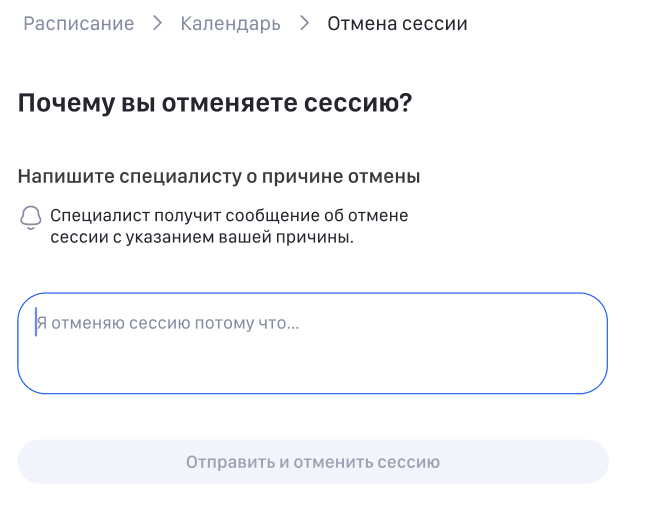 Расписание > Календарь > Отмена сессии
Почему вы отменяете сессию?
Напишите специалисту о причине отмены
Специалист получит сообщение об отмене
сессии с указанием вашей причины.
Я отменяю сессию потому что...
Отправить и отменить сессию